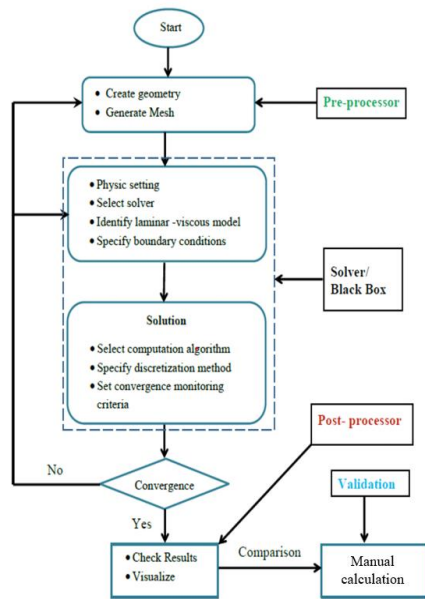 Start
• Create geometry
• Generate Mesh
Pre-processor
• Physic setting
• Select solver
• Identify laminar -viscous model
• Specify boundary conditions
Solver/
Black Box
Solution
• Select computation algorithm
• Specify discretization method
• Set convergence monitoring
criteria
Post- processor
No
Convergence
Validation
Yes
• Check Results
• Visualize
Comparison
Manual
calculation